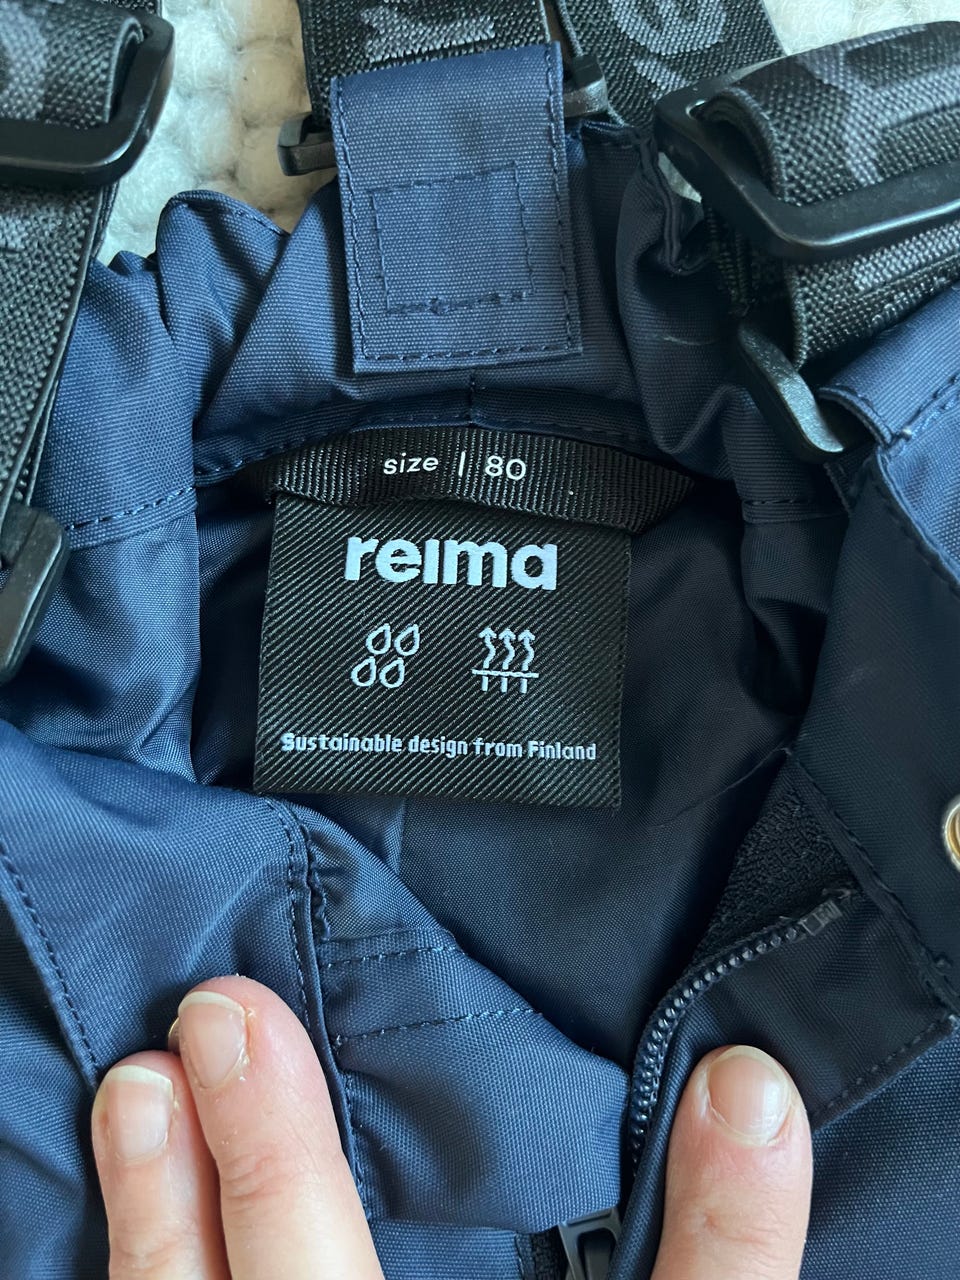 size | 80
reima
Sustainable design from Finland